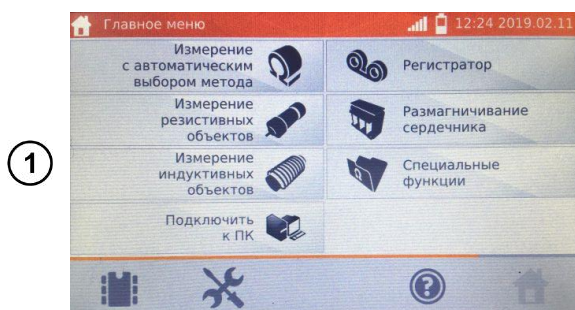 Главное меню
12:24 2019.02.11
Измерение
с автоматическим
выбором метода
Регистратор
Измерение
резистивных
объектов
Размагничивание
сердечника
1
Измерение
индуктивных
объектов
Специальные
функции
Подключить
к ПК